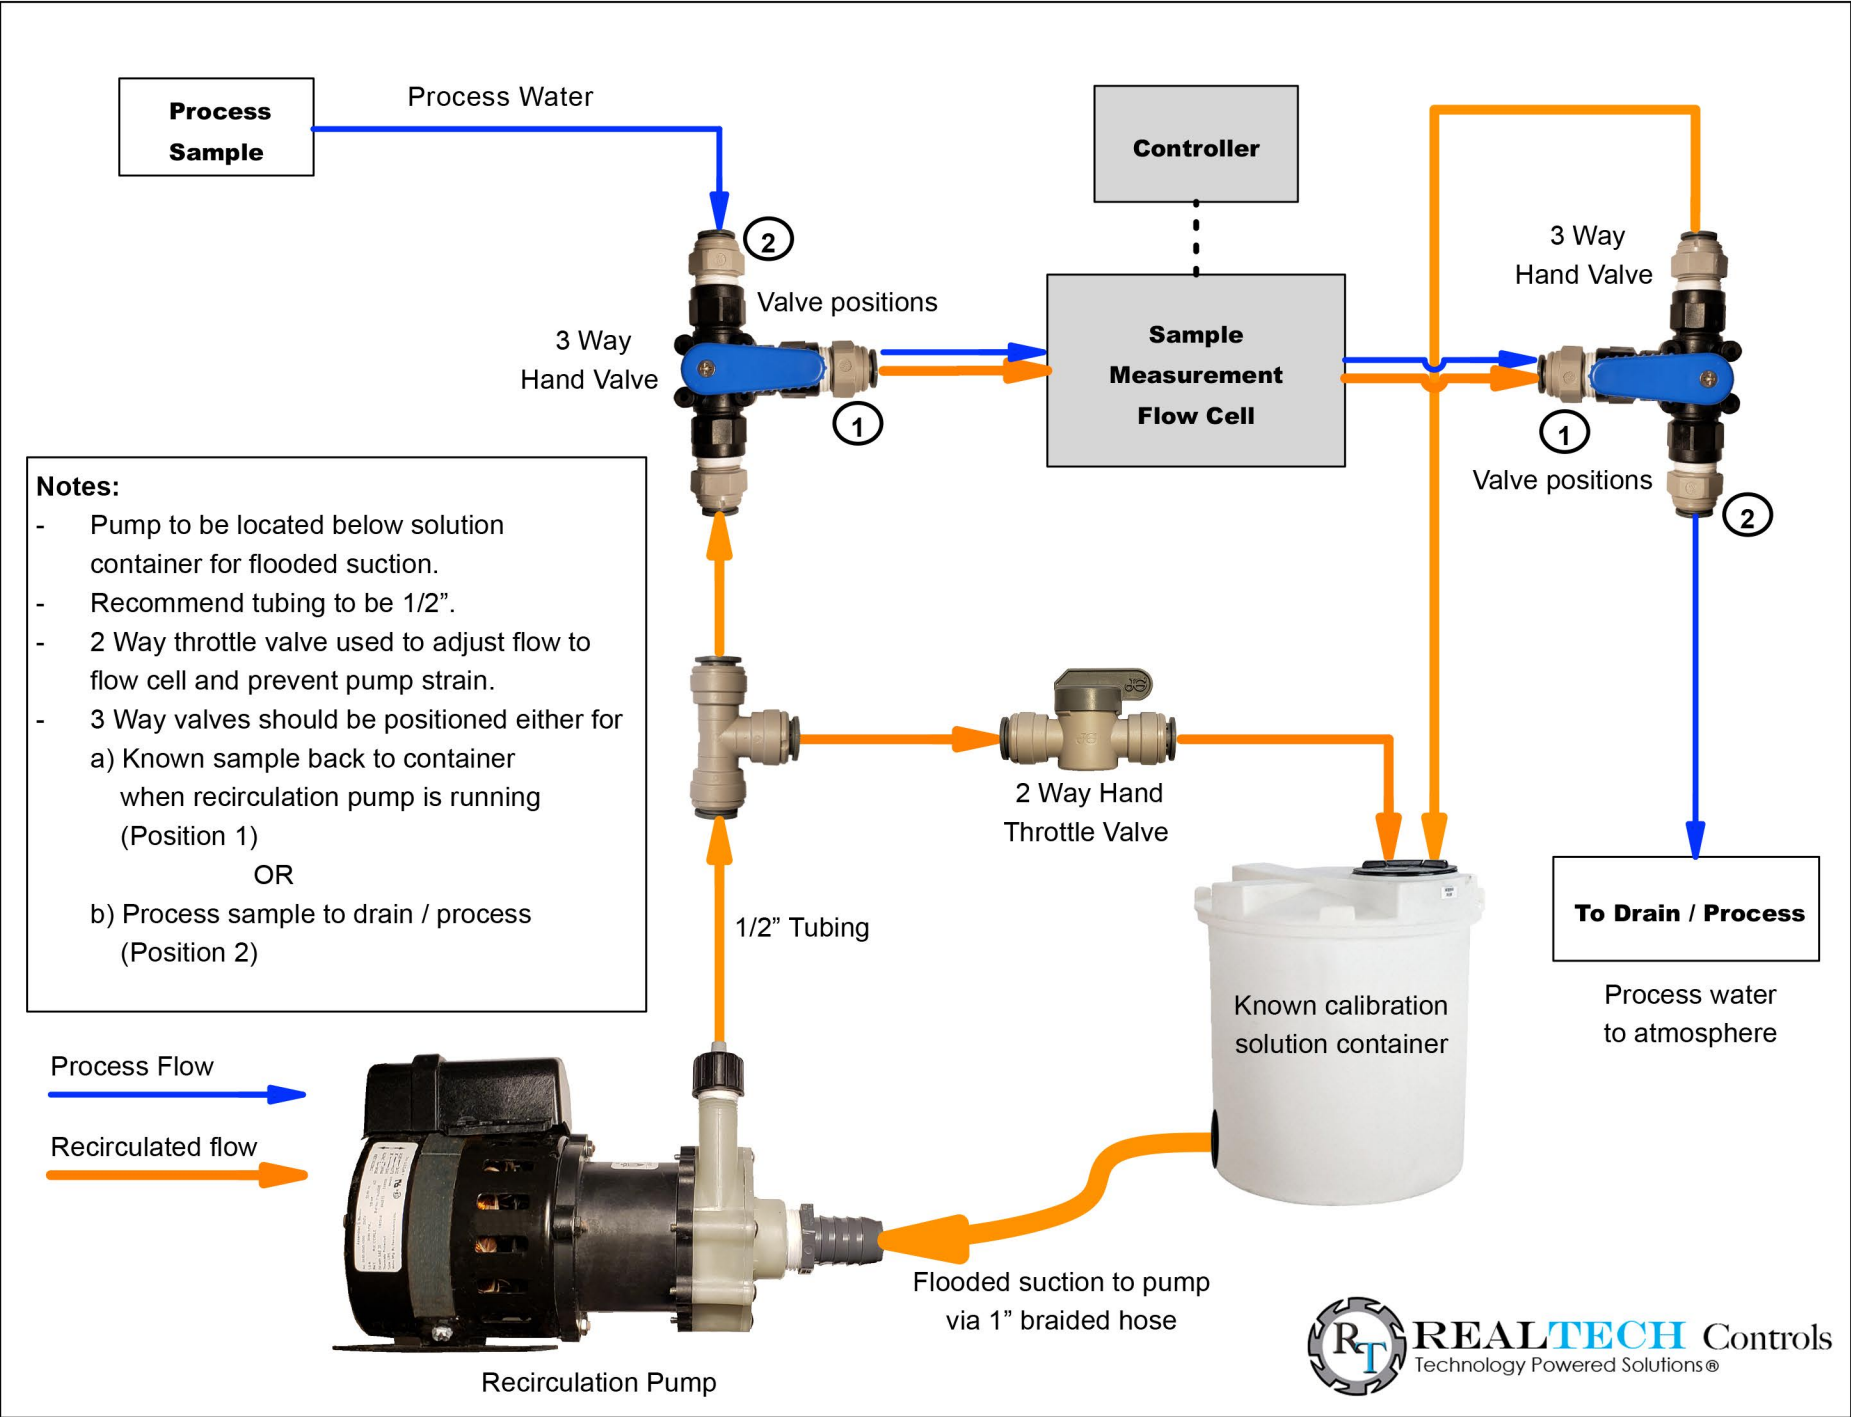 Process
Sample
Process Water
2
Valve positions
3 Way
Hand Valve
1
Controller
Sample
Measurement
Flow Cell
3 Way
Hand Valve
1
Valve positions
2
Notes:
- Pump to be located below solution
container for flooded suction.
- Recommend tubing to be 1/2”.
- 2 Way throttle valve used to adjust flow to
flow cell and prevent pump strain.
- 3 Way valves should be positioned either for
a) Known sample back to container
when recirculation pump is running
(Position 1)
OR
b) Process sample to drain / process
(Position 2)
2 Way Hand
Throttle Valve
1/2” Tubing
To Drain / Process
Process water
to atmosphere
Known calibration
solution container
Process Flow
Recirculated flow
Flooded suction to pump
via 1” braided hose
Recirculation Pump
RT REALTECH Controls
Technology Powered Solutions®